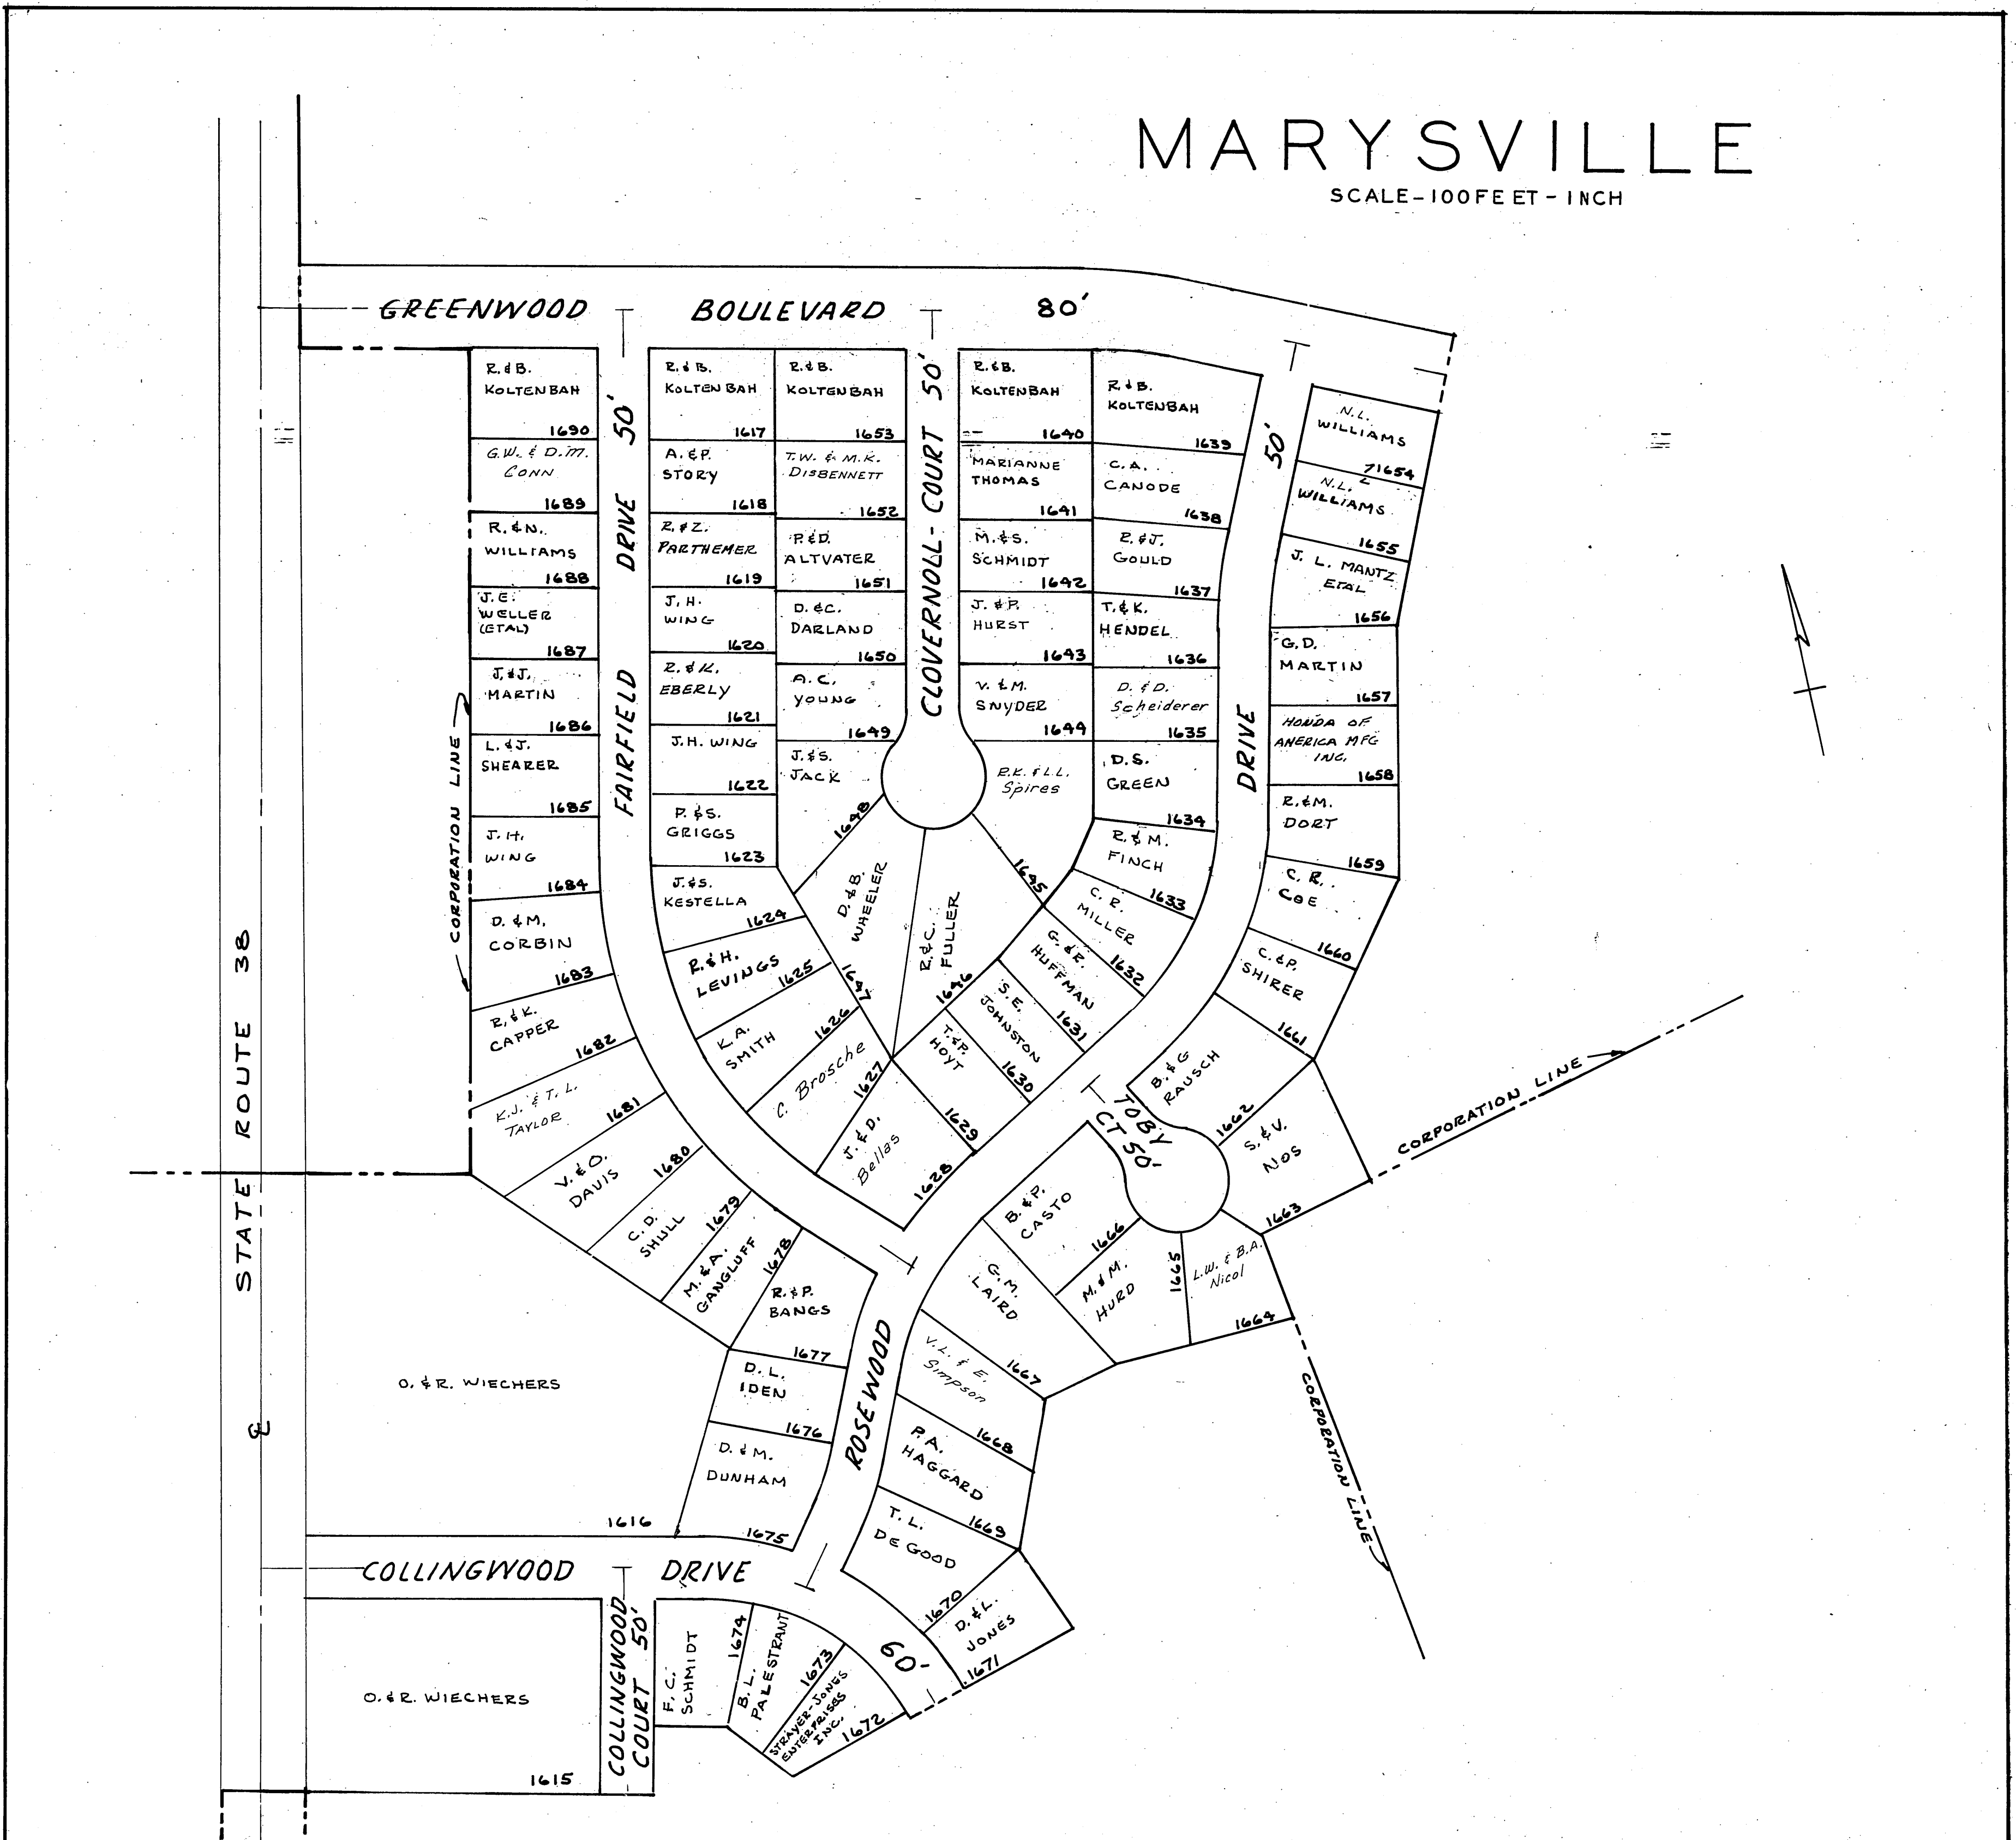 MARYSVILLE
SCALE-100FEET-INCH
GREENWOOD BOULEVARD 80'
R. & B.
KOLTENBAH
1690
G.W. & D.M.
CONN
1689
R. & N.
WILLIAMS
1688
J. E.
WELLER
(ETAL)
1687
J. & J.
MARTIN
1686
L. & J.
SHEARER
1685
J. H.
WING
1684
D. & M.
CORBIN
1683
R. & K.
CAPPER
1682
K.J. & T. L.
TAYLOR
1681
V. & O.
DAVIS
1680
C. D.
SHULL
1679
M. & A.
GANGLUFF
1678
R. & P.
BANGS
1677
D. L.
IDEN
1676
D. & M.
DUNHAM
1675
FAIRFIELD DRIVE 50'
R. & B.
KOLTENBAH
1617
A. & P.
STORY
1618
R. & Z.
PARTHEMER
1619
J. H.
WING
1620
R. & K.
EBERLY
1621
J.H. WING
1622
P. & S.
GRIGGS
1623
J. & S.
KESTELLA
1624
R. & H.
LEVINGS
1625
K. A.
SMITH
1626
C. Brosche
1627
J. & D.
Bellas
1628
R. & B.
KOLTENBAH
1653
T.W. & M.K.
DISBENNETT
1652
P. & D.
ALTVATER
1651
D. & C.
DARLAND
1650
A. C.
YOUNG
1649
J. & S.
JACK
1648
D. & B.
WHEELER
1647
R. & C.
FULLER
1646
CLOVERNOLL-COURT 50'
R. & B.
KOLTENBAH
1640
MARIANNE
THOMAS
1641
M. & S.
SCHMIDT
1642
J. & P.
HURST
1643
V. & M.
SNYDER
1644
R.K. & L.L.
Spires
1645
R. & B.
KOLTENBAH
1639
C. A.
CANODE
1638
R. & J.
GOULD
1637
T. & K.
HENDEL
1636
D. & D.
Scheiderer
1635
D. S.
GREEN
1634
R. & M.
FINCH
1633
C. R.
MILLER
1632
G. & R.
HUFFMAN
1631
S. E.
JOHNSTON
1630
T. & P.
HOYT
1629
ROSEWOOD DRIVE 50'
N. L.
WILLIAMS
71654
N. L.
WILLIAMS
1655
J. L. MANTZ
ETAL
1656
G. D.
MARTIN
1657
HONDA OF
AMERICA MFG
INC.
1658
R. & M.
DORT
1659
C. R.
COE
1660
C. & P.
SHIRER
1661
B. & G
RAUSCH
1662
S. & V.
NOS
1663
TOBY
CT 50'
L.W. & B.A.
Nicol
1664
M. & M.
HURD
1665
B. & P.
CASTO
1666
G. M.
LAIRD
1667
V. L. & E.
Simpson
1668
P. A.
HAGGARD
1669
T. L.
DE GOOD
1670
D. & L.
JONES
1671
CORPORATION LINE
CORPORATION LINE
CORPORATION LINE
STATE ROUTE 38
℄
O. & R. WIECHERS
1616
COLLINGWOOD DRIVE
60'
O. & R. WIECHERS
1615
COLLINGWOOD
COURT 50'
F. C.
SCHMIDT
1674
B. L.
PALESTRANT
1673
STRAYER-JONES
ENTERPRISES
INC.
1672